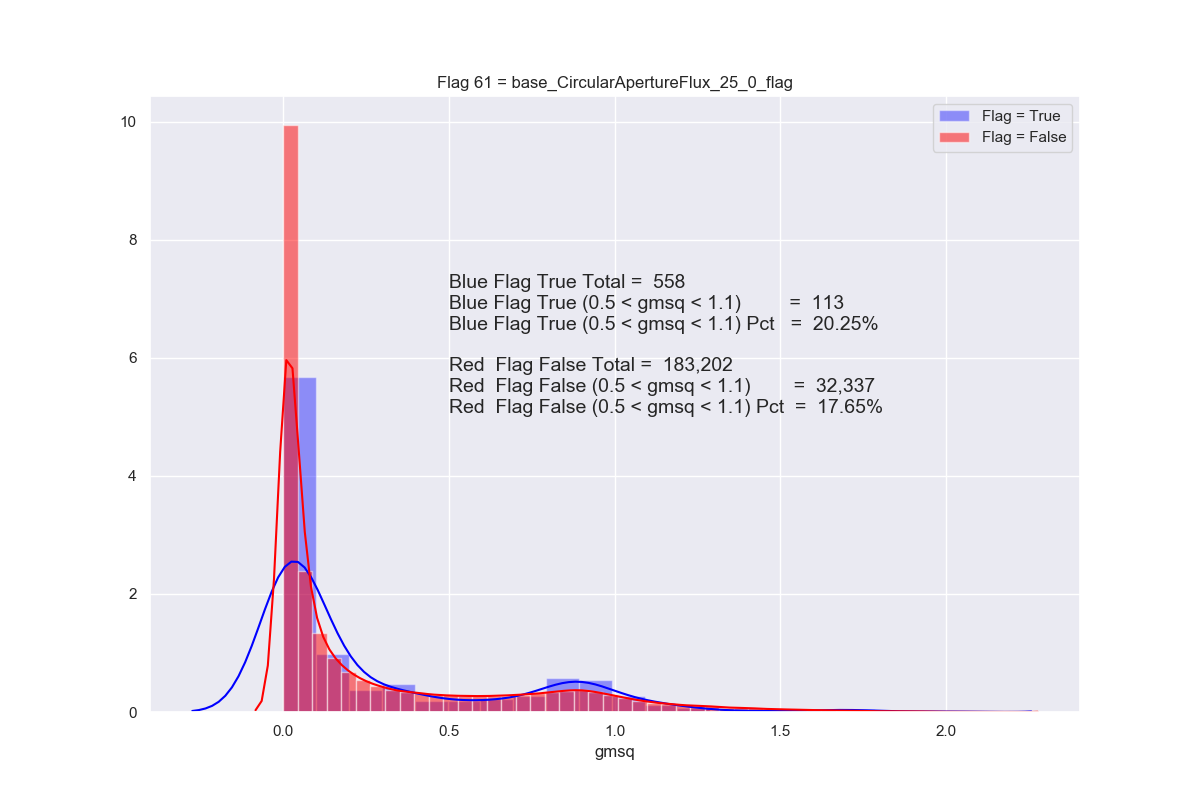 Flag 61 = base_CircularApertureFlux_25_0_flag
Flag = True
Flag = False
10
8
6
4
2
0
Blue Flag True Total =  558
Blue Flag True (0.5 < gmsq < 1.1)         =  113
Blue Flag True (0.5 < gmsq < 1.1) Pct   =  20.25%
Red  Flag False Total =  183,202
Red  Flag False (0.5 < gmsq < 1.1)        =  32,337
Red  Flag False (0.5 < gmsq < 1.1) Pct  =  17.65%
0.0 0.5 1.0 1.5 2.0
gmsq